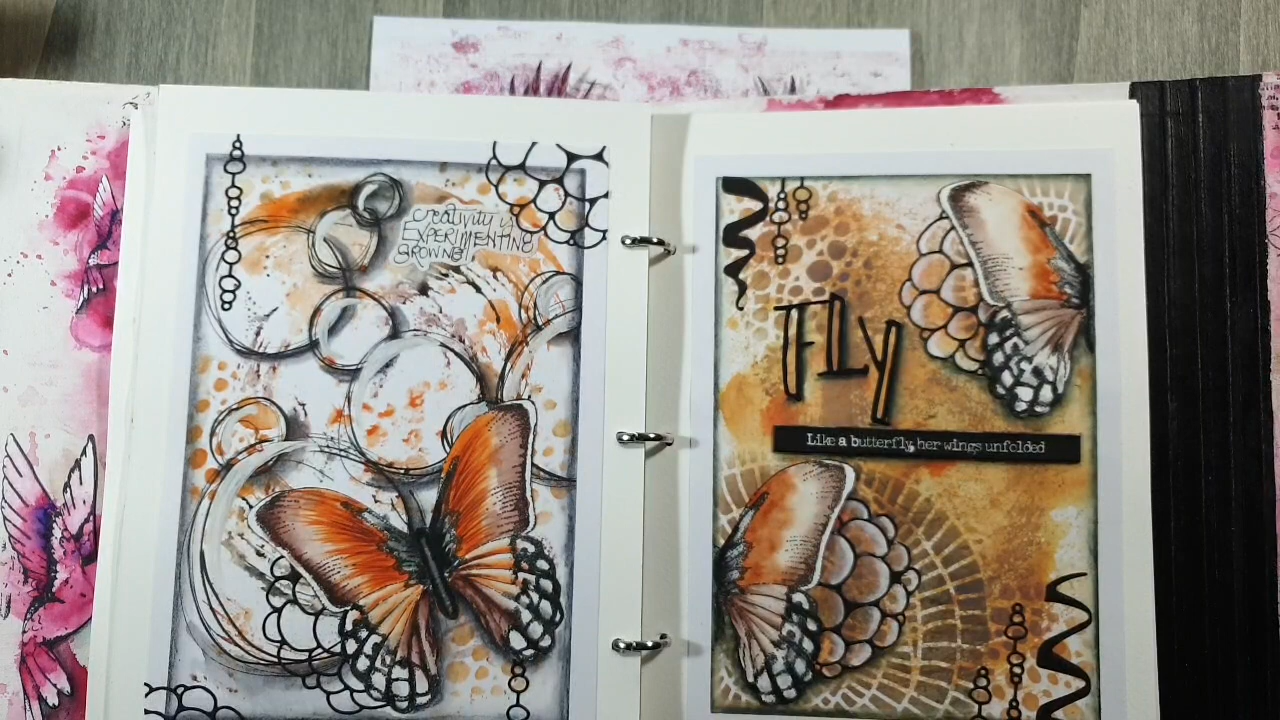 creativity is
EXPERIMENTING
GROWING!
FLY
Like a butterfly, her wings unfolded